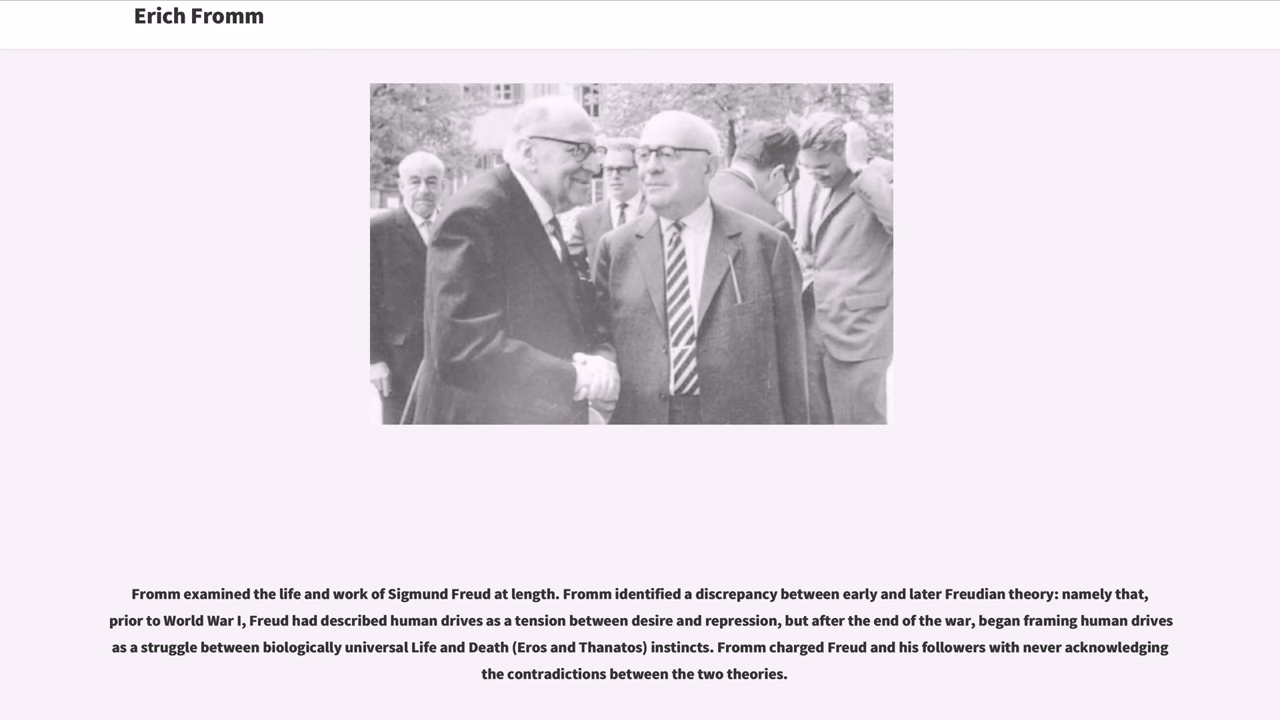 Erich Fromm
Fromm examined the life and work of Sigmund Freud at length. Fromm identified a discrepancy between early and later Freudian theory: namely that,
prior to World War I, Freud had described human drives as a tension between desire and repression, but after the end of the war, began framing human drives
as a struggle between biologically universal Life and Death (Eros and Thanatos) instincts. Fromm charged Freud and his followers with never acknowledging
the contradictions between the two theories.